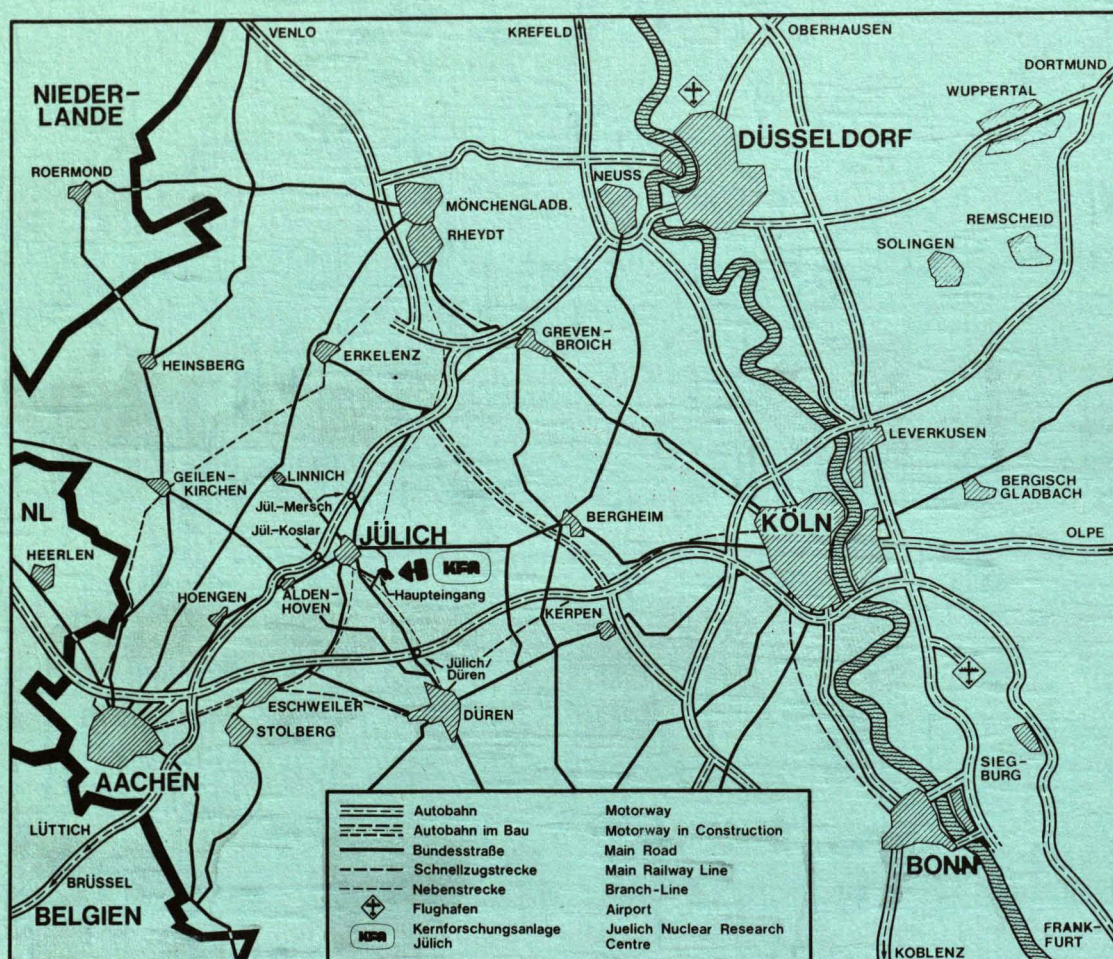 VENLO
KREFELD
OBERHAUSEN
DORTMUND
WUPPERTAL
NIEDER-
LANDE
DÜSSELDORF
ROERMOND
NEUSS
MÖNCHENGLADB.
REMSCHEID
RHEYDT
SOLINGEN
GREVEN-
BROICH
ERKELENZ
HEINSBERG
LEVERKUSEN
GEILEN-
KIRCHEN
LINNICH
BERGISCH
GLADBACH
Jül.-Mersch
NL
BERGHEIM
KÖLN
Jül.-Koslar
JÜLICH
OLPE
HEERLEN
KFA
Haupteingang
HOENGEN
ALDEN-
HOVEN
KERPEN
Jülich/
Düren
ESCHWEILER
DÜREN
STOLBERG
SIEG-
BURG
AACHEN
LÜTTICH
BONN
BRÜSSEL
BELGIEN
FRANK-
FURT
KOBLENZ
Autobahn Motorway
Autobahn im Bau Motorway in Construction
Bundesstraße Main Road
Schnellzugstrecke Main Railway Line
Nebenstrecke Branch-Line
Flughafen Airport
KFA Kernforschungsanlage Juelich Nuclear Research
Jülich Centre